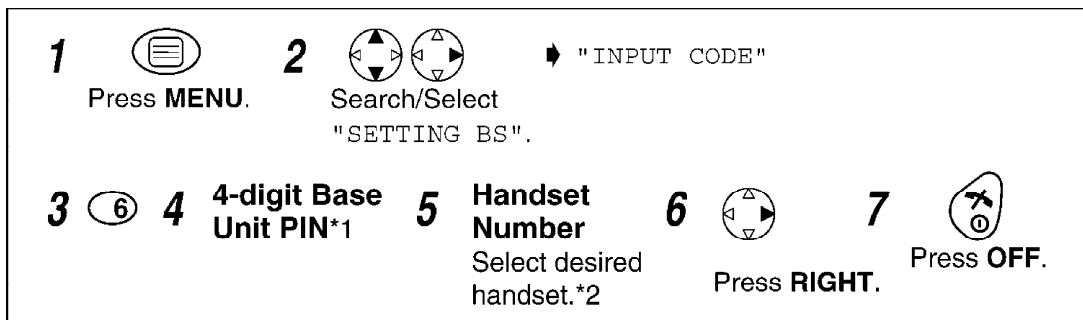 1 2 "INPUT CODE"
Press MENU. Search/Select
"SETTING BS".
3 6 4 4-digit Base Unit PIN*1 5 Handset Number 6 7
Select desired handset.*2
Press RIGHT.
Press OFF.